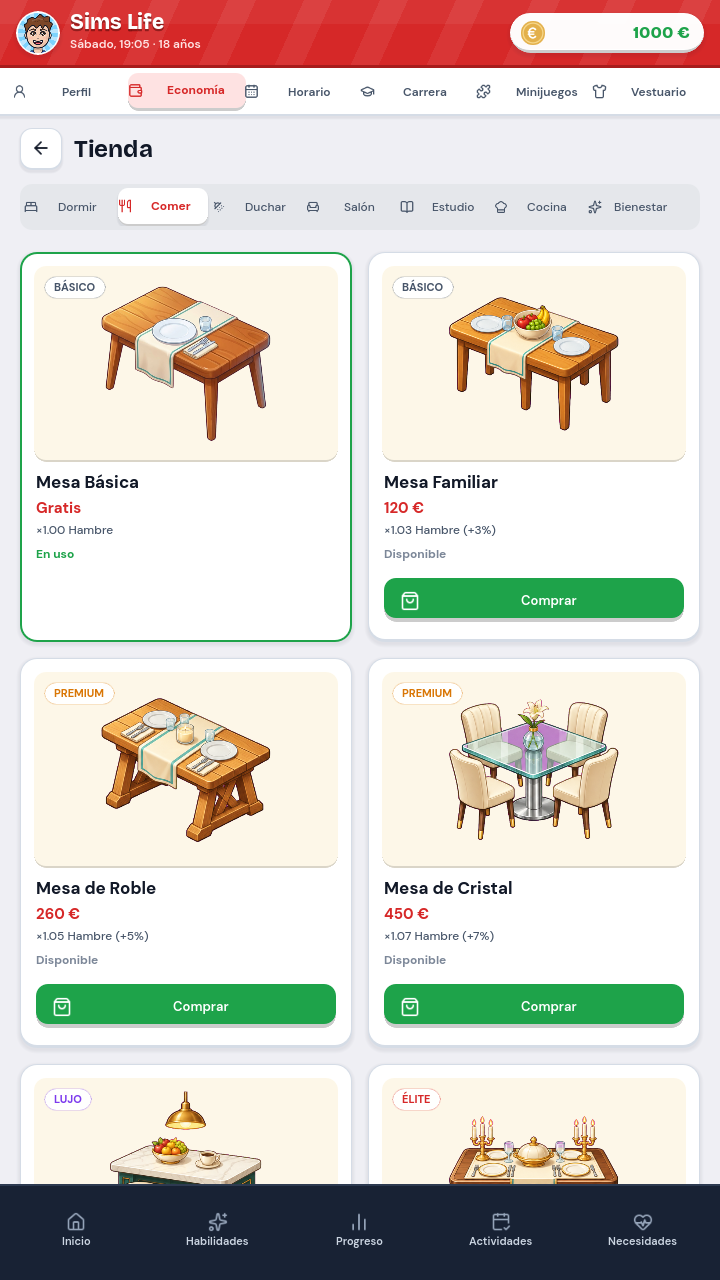 Sims Life
Sábado, 19:05 · 18 años
€
1000 €
Perfil
Economía
Horario
Carrera
Minijuegos
Vestuario
Tienda
Dormir
Comer
Duchar
Salón
Estudio
Cocina
Bienestar
BÁSICO
Mesa Básica
Gratis
×1.00 Hambre
En uso
BÁSICO
Mesa Familiar
120 €
×1.03 Hambre (+3%)
Disponible
Comprar
PREMIUM
Mesa de Roble
260 €
×1.05 Hambre (+5%)
Disponible
Comprar
PREMIUM
Mesa de Cristal
450 €
×1.07 Hambre (+7%)
Disponible
Comprar
LUJO
ÉLITE
Inicio
Habilidades
Progreso
Actividades
Necesidades